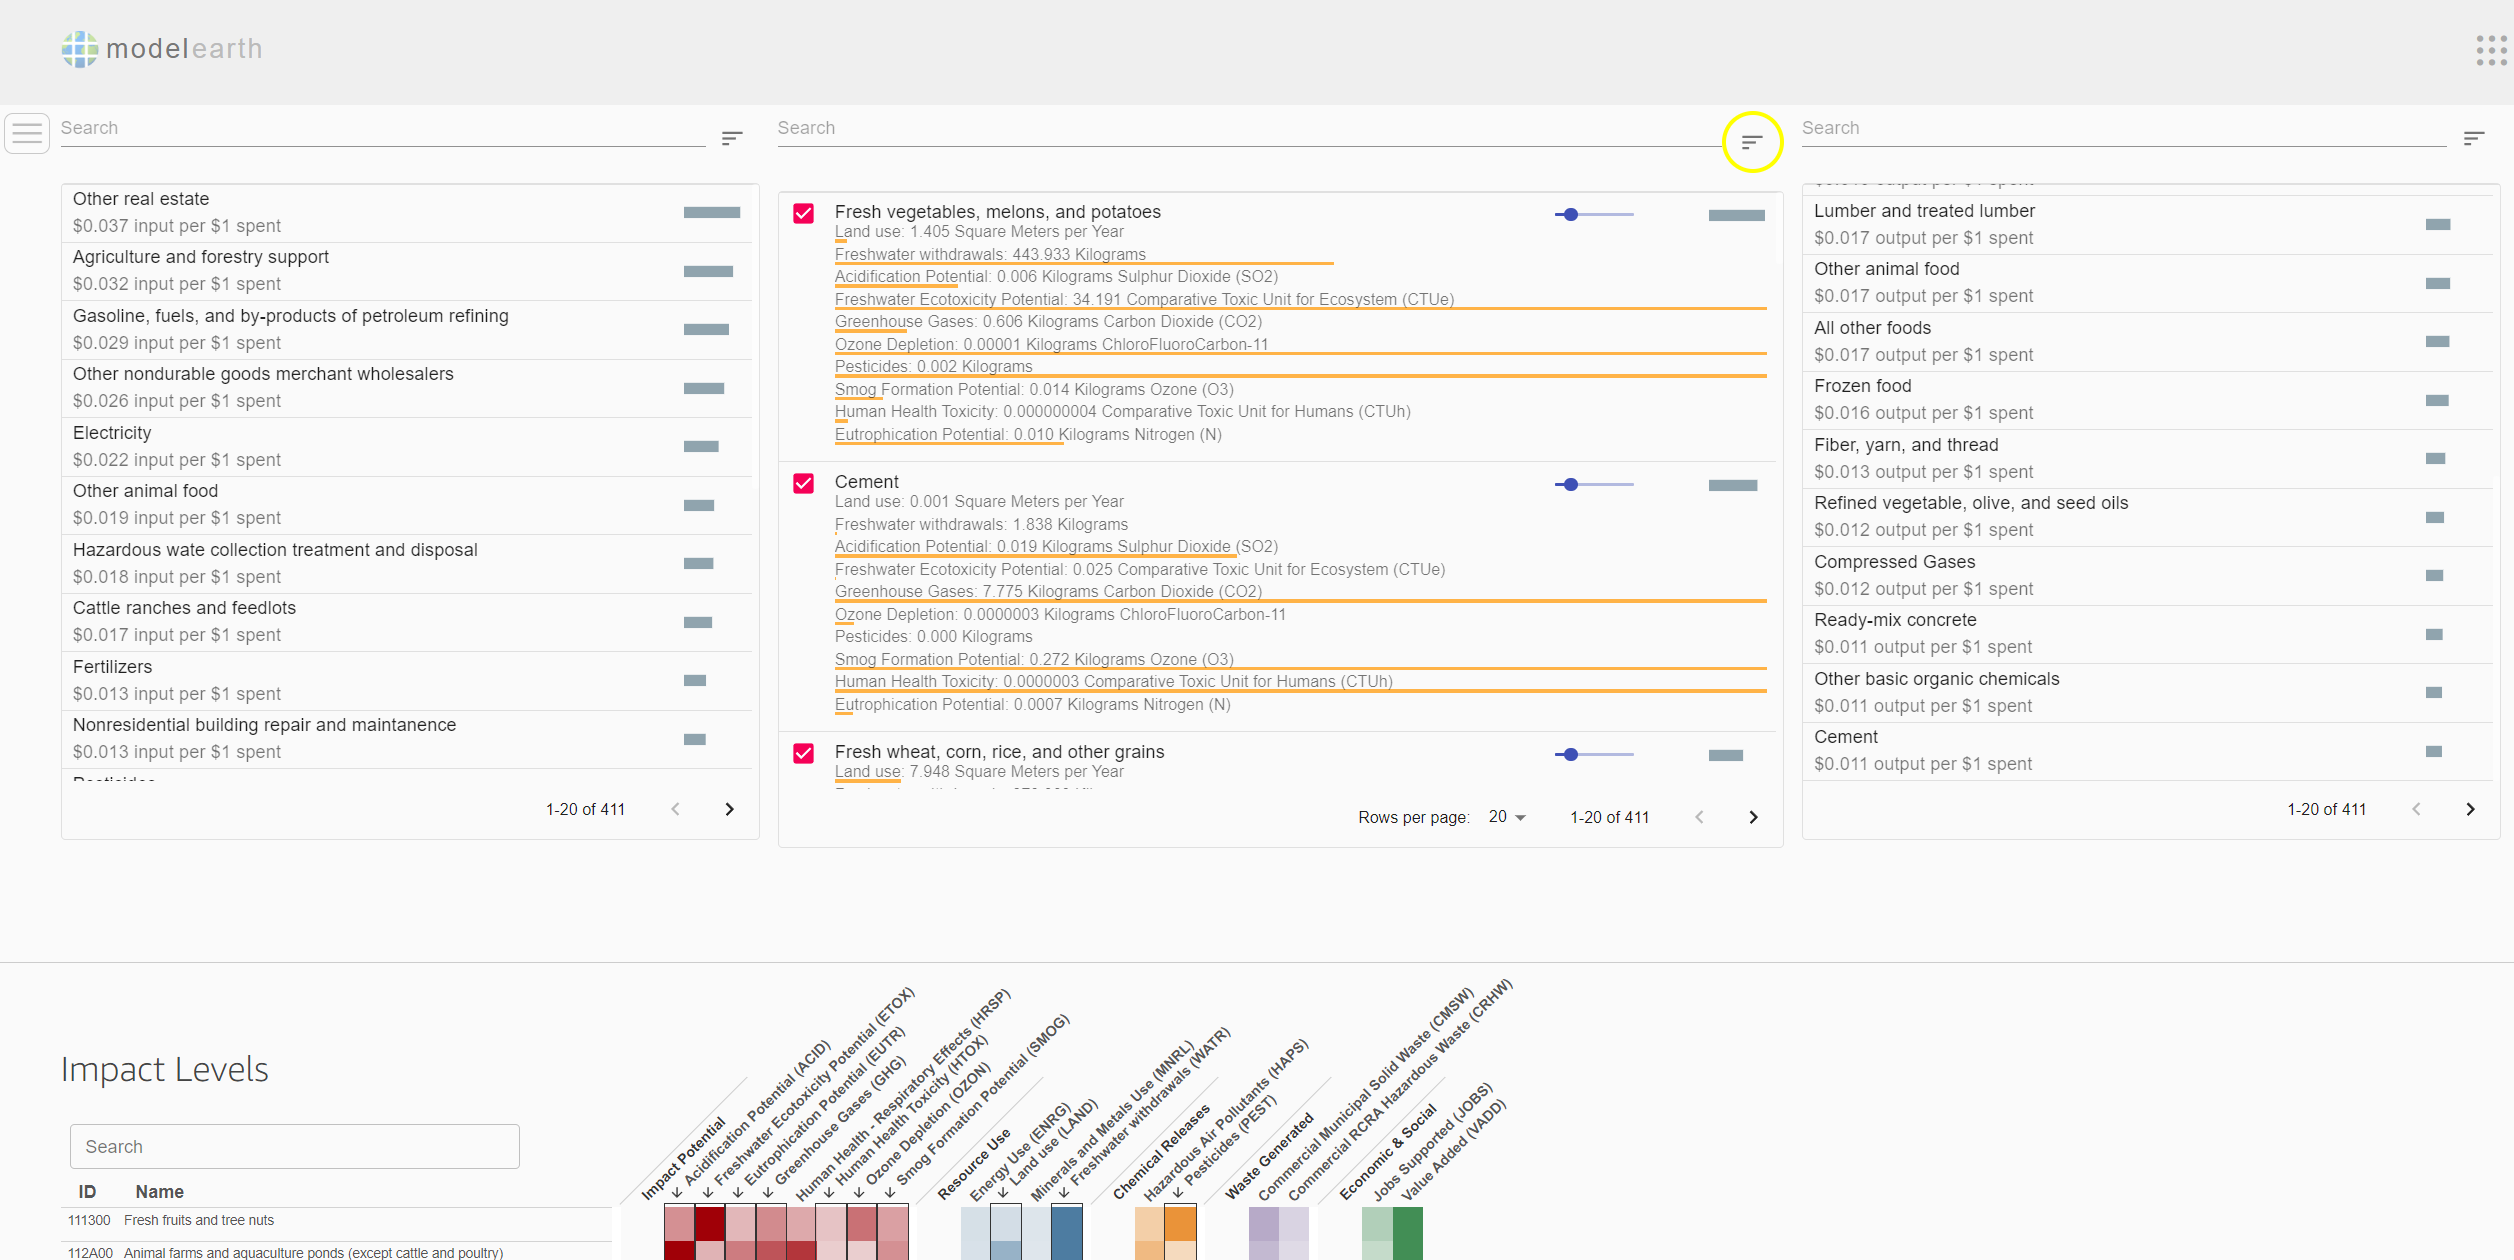 modelearth
Search
Other real estate
$0.037 input per $1 spent
Agriculture and forestry support
$0.032 input per $1 spent
Gasoline, fuels, and by-products of petroleum refining
$0.029 input per $1 spent
Other nondurable goods merchant wholesalers
$0.026 input per $1 spent
Electricity
$0.022 input per $1 spent
Other animal food
$0.019 input per $1 spent
Hazardous wate collection treatment and disposal
$0.018 input per $1 spent
Cattle ranches and feedlots
$0.017 input per $1 spent
Fertilizers
$0.013 input per $1 spent
Nonresidential building repair and maintanence
$0.013 input per $1 spent
Pesticides
1-20 of 411
Search
Fresh vegetables, melons, and potatoes
Land use: 1.405 Square Meters per Year
Freshwater withdrawals: 443.933 Kilograms
Acidification Potential: 0.006 Kilograms Sulphur Dioxide (SO2)
Freshwater Ecotoxicity Potential: 34.191 Comparative Toxic Unit for Ecosystem (CTUe)
Greenhouse Gases: 0.606 Kilograms Carbon Dioxide (CO2)
Ozone Depletion: 0.00001 Kilograms ChloroFluoroCarbon-11
Pesticides: 0.002 Kilograms
Smog Formation Potential: 0.014 Kilograms Ozone (O3)
Human Health Toxicity: 0.000000004 Comparative Toxic Unit for Humans (CTUh)
Eutrophication Potential: 0.010 Kilograms Nitrogen (N)
Cement
Land use: 0.001 Square Meters per Year
Freshwater withdrawals: 1.838 Kilograms
Acidification Potential: 0.019 Kilograms Sulphur Dioxide (SO2)
Freshwater Ecotoxicity Potential: 0.025 Comparative Toxic Unit for Ecosystem (CTUe)
Greenhouse Gases: 7.775 Kilograms Carbon Dioxide (CO2)
Ozone Depletion: 0.0000003 Kilograms ChloroFluoroCarbon-11
Pesticides: 0.000 Kilograms
Smog Formation Potential: 0.272 Kilograms Ozone (O3)
Human Health Toxicity: 0.0000003 Comparative Toxic Unit for Humans (CTUh)
Eutrophication Potential: 0.0007 Kilograms Nitrogen (N)
Fresh wheat, corn, rice, and other grains
Land use: 7.948 Square Meters per Year
Rows per page: 20 1-20 of 411
Search
Lumber and treated lumber
$0.017 output per $1 spent
Other animal food
$0.017 output per $1 spent
All other foods
$0.017 output per $1 spent
Frozen food
$0.016 output per $1 spent
Fiber, yarn, and thread
$0.013 output per $1 spent
Refined vegetable, olive, and seed oils
$0.012 output per $1 spent
Compressed Gases
$0.012 output per $1 spent
Ready-mix concrete
$0.011 output per $1 spent
Other basic organic chemicals
$0.011 output per $1 spent
Cement
$0.011 output per $1 spent
1-20 of 411
Impact Levels
Search
ID Name
111300 Fresh fruits and tree nuts
112A00 Animal farms and aquaculture ponds (except cattle and poultry)
Impact Potential
Acidification Potential (ACID)
Freshwater Ecotoxicity Potential (ETOX)
Eutrophication Potential (EUTR)
Greenhouse Gases (GHG)
Human Health - Respiratory Effects (HRSP)
Human Health Toxicity (HTOX)
Ozone Depletion (OZON)
Smog Formation Potential (SMOG)
Resource Use
Energy Use (ENRG)
Land use (LAND)
Minerals and Metals Use (MNRL)
Freshwater withdrawals (WATR)
Chemical Releases
Hazardous Air Pollutants (HAPS)
Pesticides (PEST)
Waste Generated
Commercial Municipal Solid Waste (CMSW)
Commercial RCRA Hazardous Waste (CRHW)
Economic & Social
Jobs Supported (JOBS)
Value Added (VADD)